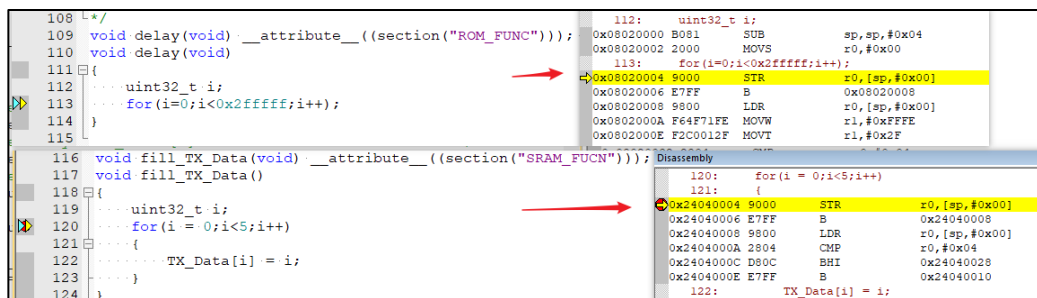 108 */
109 void delay(void) __attribute__((section("ROM_FUNC")));
110 void delay(void)
111 {
112 uint32_t i;
113 for(i=0;i<0x2fffff;i++);
114 }
115
112: uint32_t i;
0x08020000 B081 SUB sp,sp,#0x04
0x08020002 2000 MOVS r0,#0x00
113: for(i=0;i<0x2fffff;i++);
0x08020004 9000 STR r0,[sp,#0x00]
0x08020006 E7FF B 0x08020008
0x08020008 9800 LDR r0,[sp,#0x00]
0x0802000A F64F71FE MOVW r1,#0xFFFE
0x0802000E F2C0012F MOVT r1,#0x2F
116 void fill_TX_Data(void) __attribute__((section("SRAM_FUCN")));
117 void fill_TX_Data()
118 {
119 uint32_t i;
120 for(i = 0;i<5;i++)
121 {
122 TX_Data[i] = i;
123 }
124 }
Disassembly
120: for(i = 0;i<5;i++)
121: {
0x24040004 9000 STR r0,[sp,#0x00]
0x24040006 E7FF B 0x24040008
0x24040008 9800 LDR r0,[sp,#0x00]
0x2404000A 2804 CMP r0,#0x04
0x2404000C D80C BHI 0x24040028
0x2404000E E7FF B 0x24040010
122: TX_Data[i] = i;